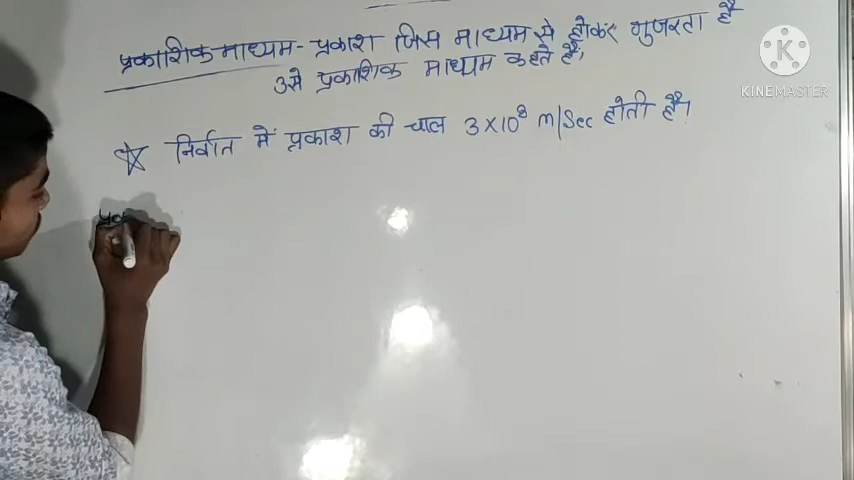 प्रकाशिक माध्यम - प्रकाश जिस माध्यम से होकर गुजरता है
उसे प्रकाशिक माध्यम कहते हैं,
☆ निर्वात में प्रकाश की चाल 3×10⁸ m/Sec होती है।
KINEMASTER